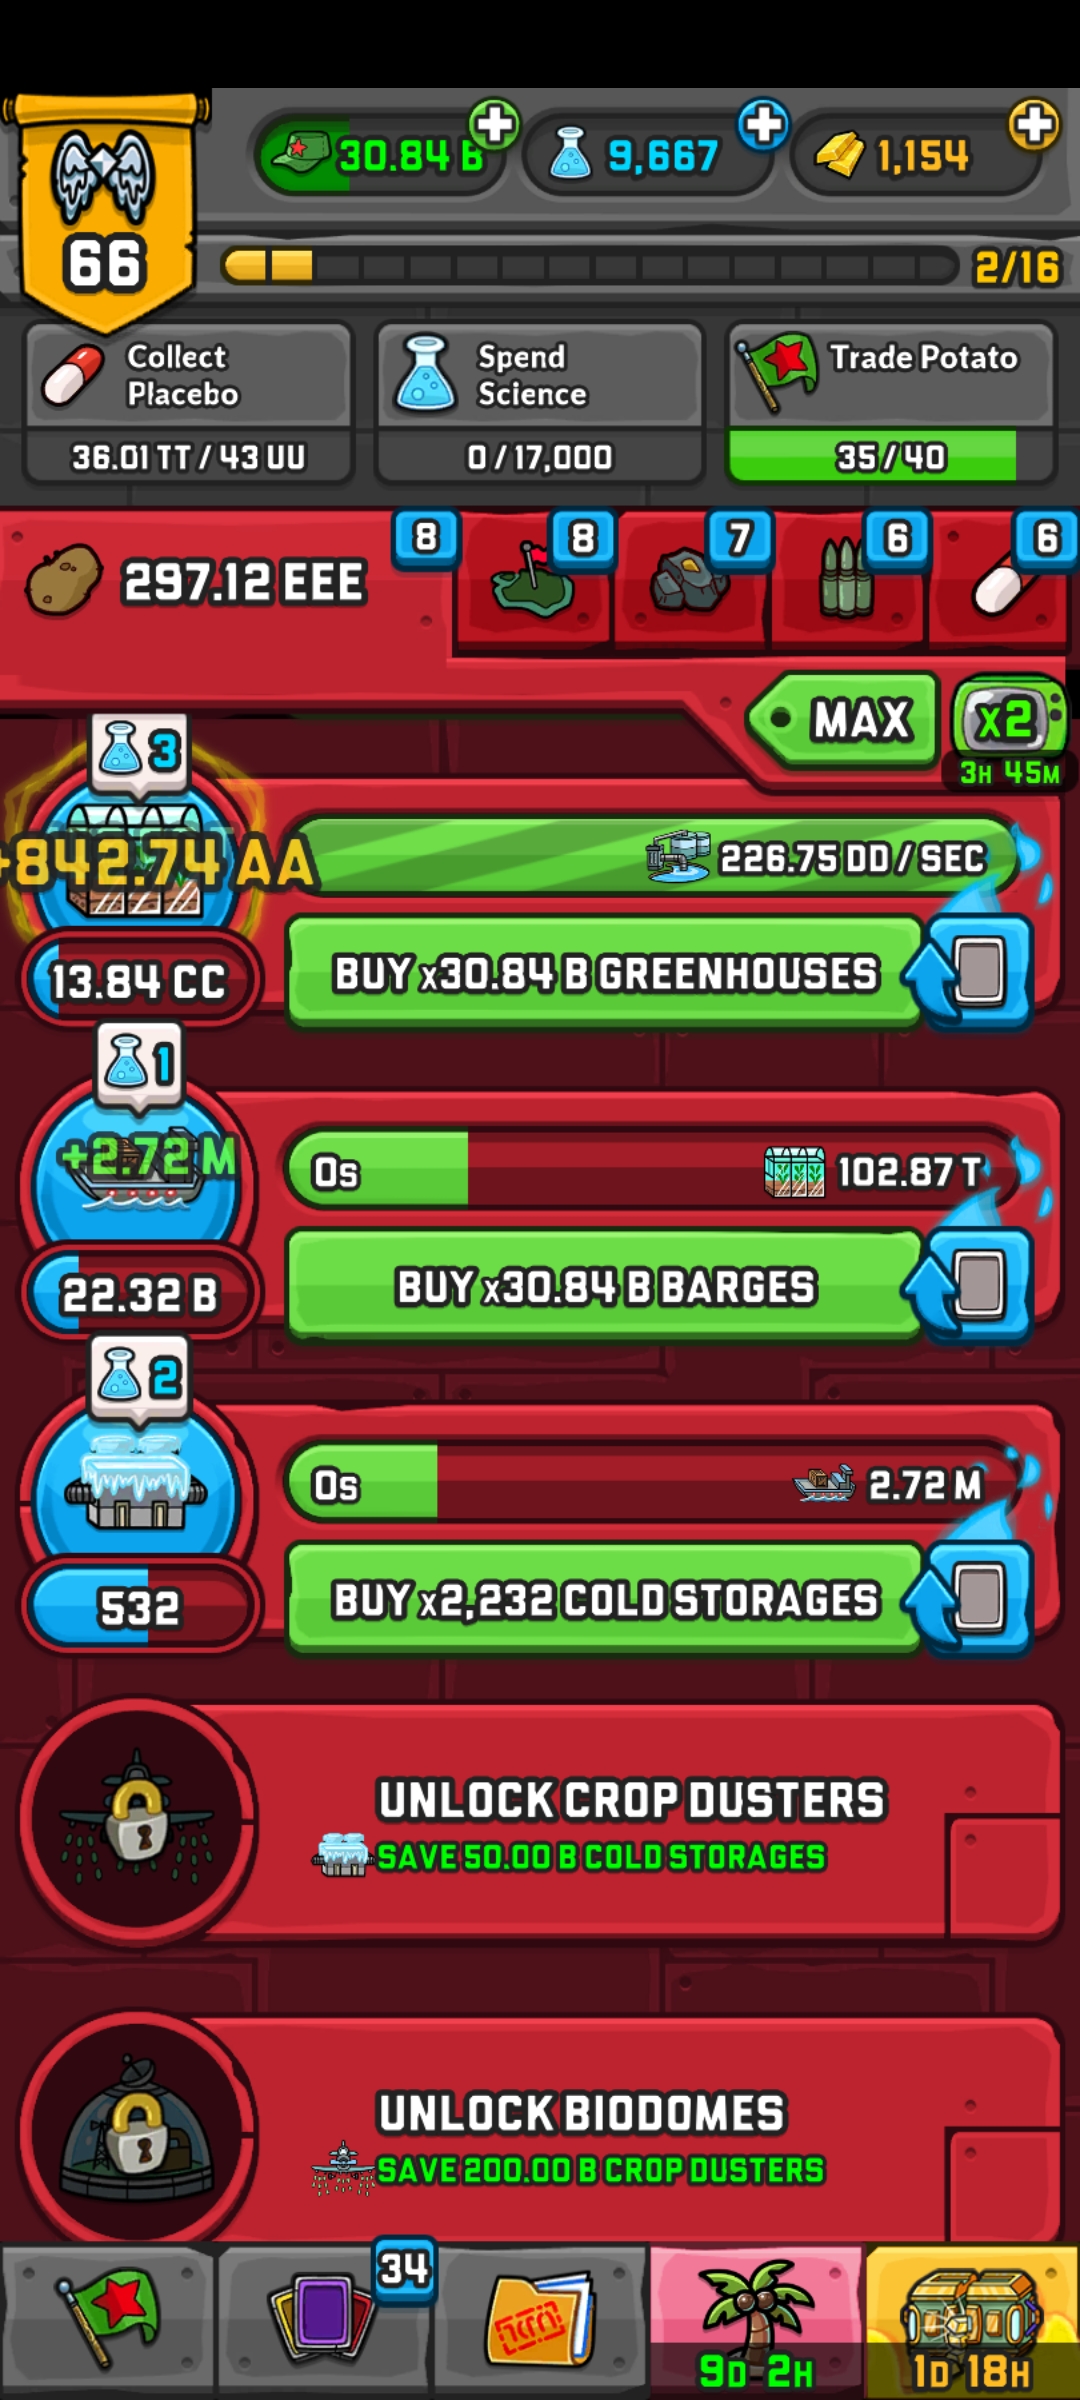 30.84 B
9,667
1,154
66
2/16
Collect
Placebo
36.01 TT / 43 UU
Spend
Science
0 / 17,000
Trade Potato
35 / 40
297.12 EEE
8
8
7
6
6
MAX
x2
3H 45M
3
+842.74 AA
226.75 DD / SEC
13.84 CC
BUY x30.84 B GREENHOUSES
1
+2.72 M
0s
102.87 T
22.32 B
BUY x30.84 B BARGES
2
0s
2.72 M
532
BUY x2,232 COLD STORAGES
UNLOCK CROP DUSTERS
SAVE 50.00 B COLD STORAGES
UNLOCK BIODOMES
SAVE 200.00 B CROP DUSTERS
34
9D 2H
1D 18H